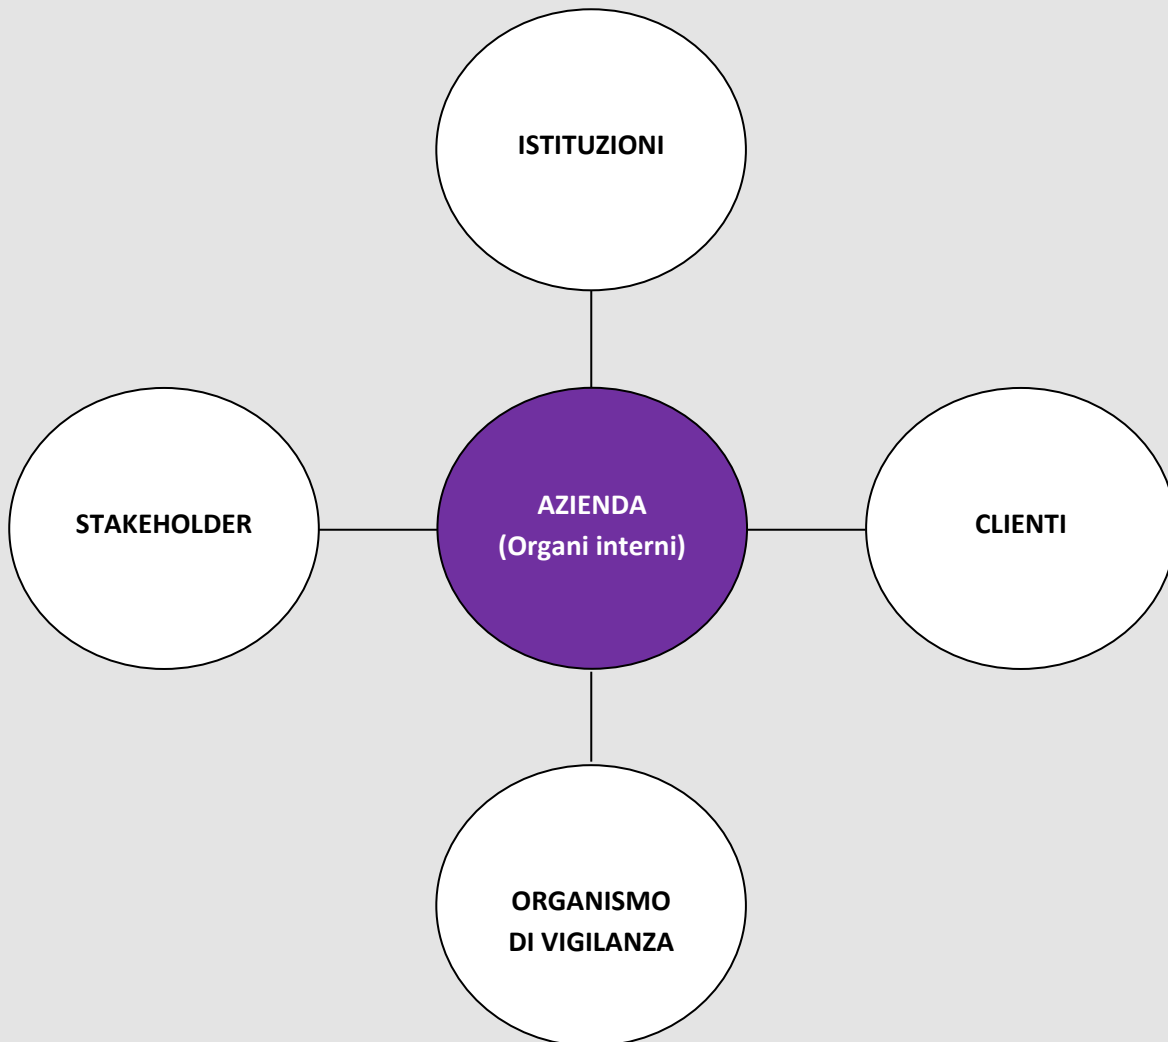 ISTITUZIONI
STAKEHOLDER
AZIENDA
(Organi interni)
CLIENTI
ORGANISMO
DI VIGILANZA